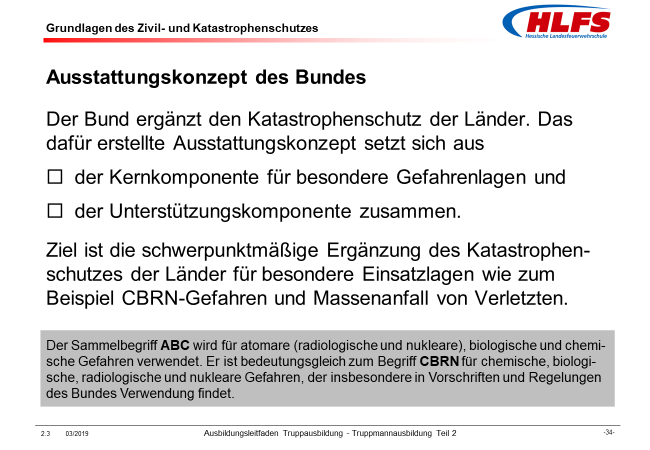 Grundlagen des Zivil- und Katastrophenschutzes
HLFS
Hessische Landesfeuerwehrschule
Ausstattungskonzept des Bundes
Der Bund ergänzt den Katastrophenschutz der Länder. Das
dafür erstellte Ausstattungskonzept setzt sich aus
☐ der Kernkomponente für besondere Gefahrenlagen und
☐ der Unterstützungskomponente zusammen.
Ziel ist die schwerpunktmäßige Ergänzung des Katastrophen-
schutzes der Länder für besondere Einsatzlagen wie zum
Beispiel CBRN-Gefahren und Massenanfall von Verletzten.
Der Sammelbegriff ABC wird für atomare (radiologische und nukleare), biologische und chemi-
sche Gefahren verwendet. Er ist bedeutungsgleich zum Begriff CBRN für chemische, biologi-
sche, radiologische und nukleare Gefahren, der insbesondere in Vorschriften und Regelungen
des Bundes Verwendung findet.
2.3 03/2019 Ausbildungsleitfaden Truppausbildung - Truppmannausbildung Teil 2 -34-